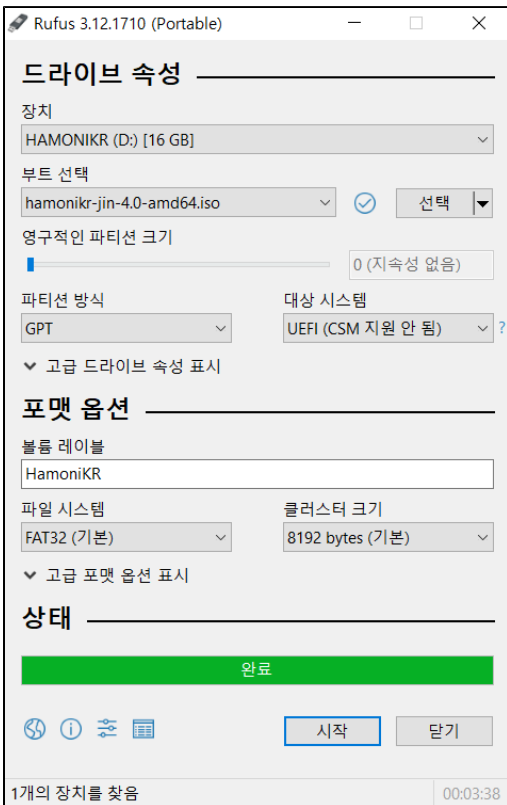 Rufus 3.12.1710 (Portable)
드라이브 속성
장치
HAMONIKR (D:) [16 GB]
부트 선택
hamonikr-jin-4.0-amd64.iso
선택
영구적인 파티션 크기
0 (지속성 없음)
파티션 방식
대상 시스템
GPT
UEFI (CSM 지원 안 됨)
?
고급 드라이브 속성 표시
포맷 옵션
볼륨 레이블
HamoniKR
파일 시스템
클러스터 크기
FAT32 (기본)
8192 bytes (기본)
고급 포맷 옵션 표시
상태
완료
시작
닫기
1개의 장치를 찾음
00:03:38